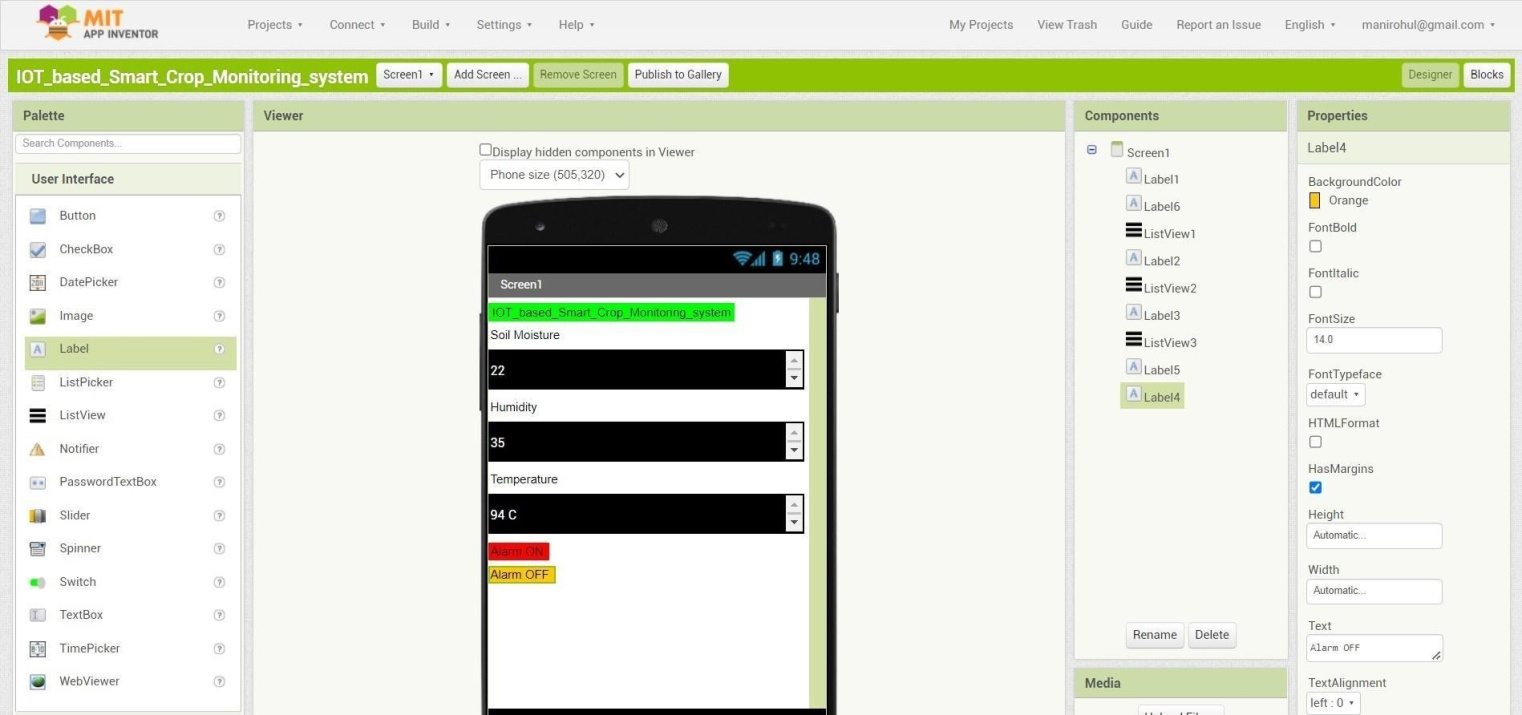 MIT
APP INVENTOR
Projects
Connect
Build
Settings
Help
My Projects
View Trash
Guide
Report an Issue
English
manirohul@gmail.com
IOT_based_Smart_Crop_Monitoring_system
Screen1
Add Screen ...
Remove Screen
Publish to Gallery
Designer
Blocks
Palette
Search Components...
User Interface
Button
CheckBox
DatePicker
Image
Label
ListPicker
ListView
Notifier
PasswordTextBox
Slider
Spinner
Switch
TextBox
TimePicker
WebViewer
Viewer
Display hidden components in Viewer
Phone size (505,320)
9:48
Screen1
IOT_based_Smart_Crop_Monitoring_system
Soil Moisture
22
Humidity
35
Temperature
94 C
Alarm ON
Alarm OFF
Components
Screen1
Label1
Label6
ListView1
Label2
ListView2
Label3
ListView3
Label5
Label4
Rename
Delete
Media
Properties
Label4
BackgroundColor
Orange
FontBold
FontItalic
FontSize
14.0
FontTypeface
default
HTMLFormat
HasMargins
Height
Automatic...
Width
Automatic...
Text
Alarm OFF
TextAlignment
left : 0